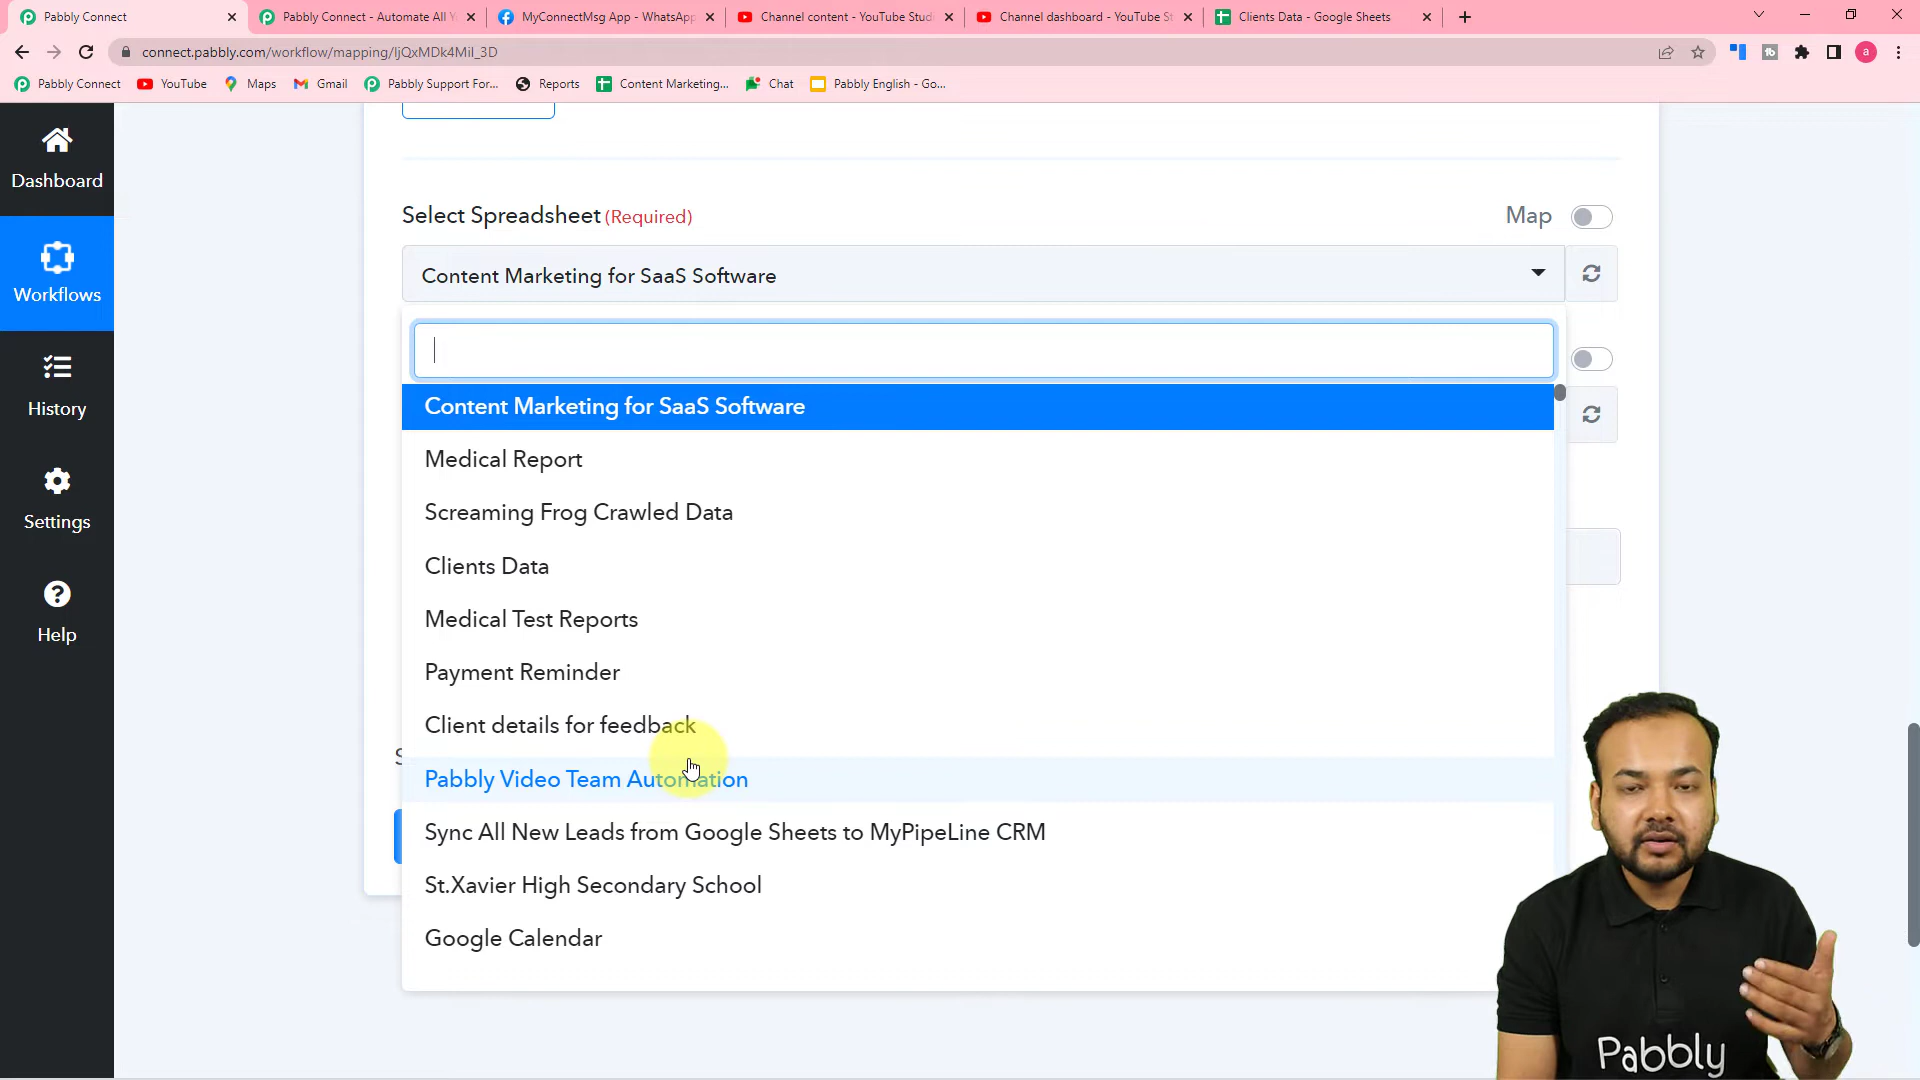 Pabbly Connect
Pabbly Connect - Automate All Y
MyConnectMsg App - WhatsApp
Channel content - YouTube Stud
Channel dashboard - YouTube St
Clients Data - Google Sheets
connect.pabbly.com/workflow/mapping/IjQxMDk4MiI_3D
a
Pabbly Connect
YouTube
Maps
Gmail
Pabbly Support For...
Reports
Content Marketing...
Chat
Pabbly English - Go...
Dashboard
Workflows
History
Settings
Help
Select Spreadsheet (Required)
Map
Content Marketing for SaaS Software
Content Marketing for SaaS Software
Medical Report
Screaming Frog Crawled Data
Clients Data
Medical Test Reports
Payment Reminder
Client details for feedback
Pabbly Video Team Automation
Sync All New Leads from Google Sheets to MyPipeLine CRM
St.Xavier High Secondary School
Google Calendar
Pabbly